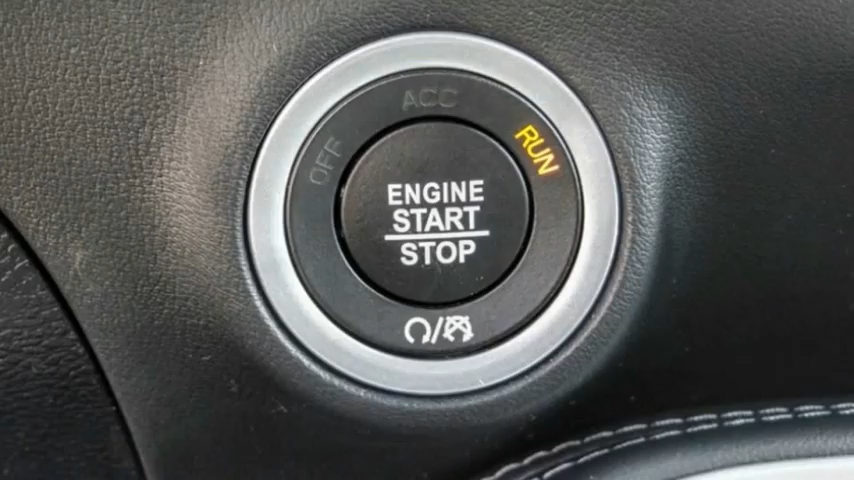 ACC
OFF
RUN
ENGINE
START
STOP